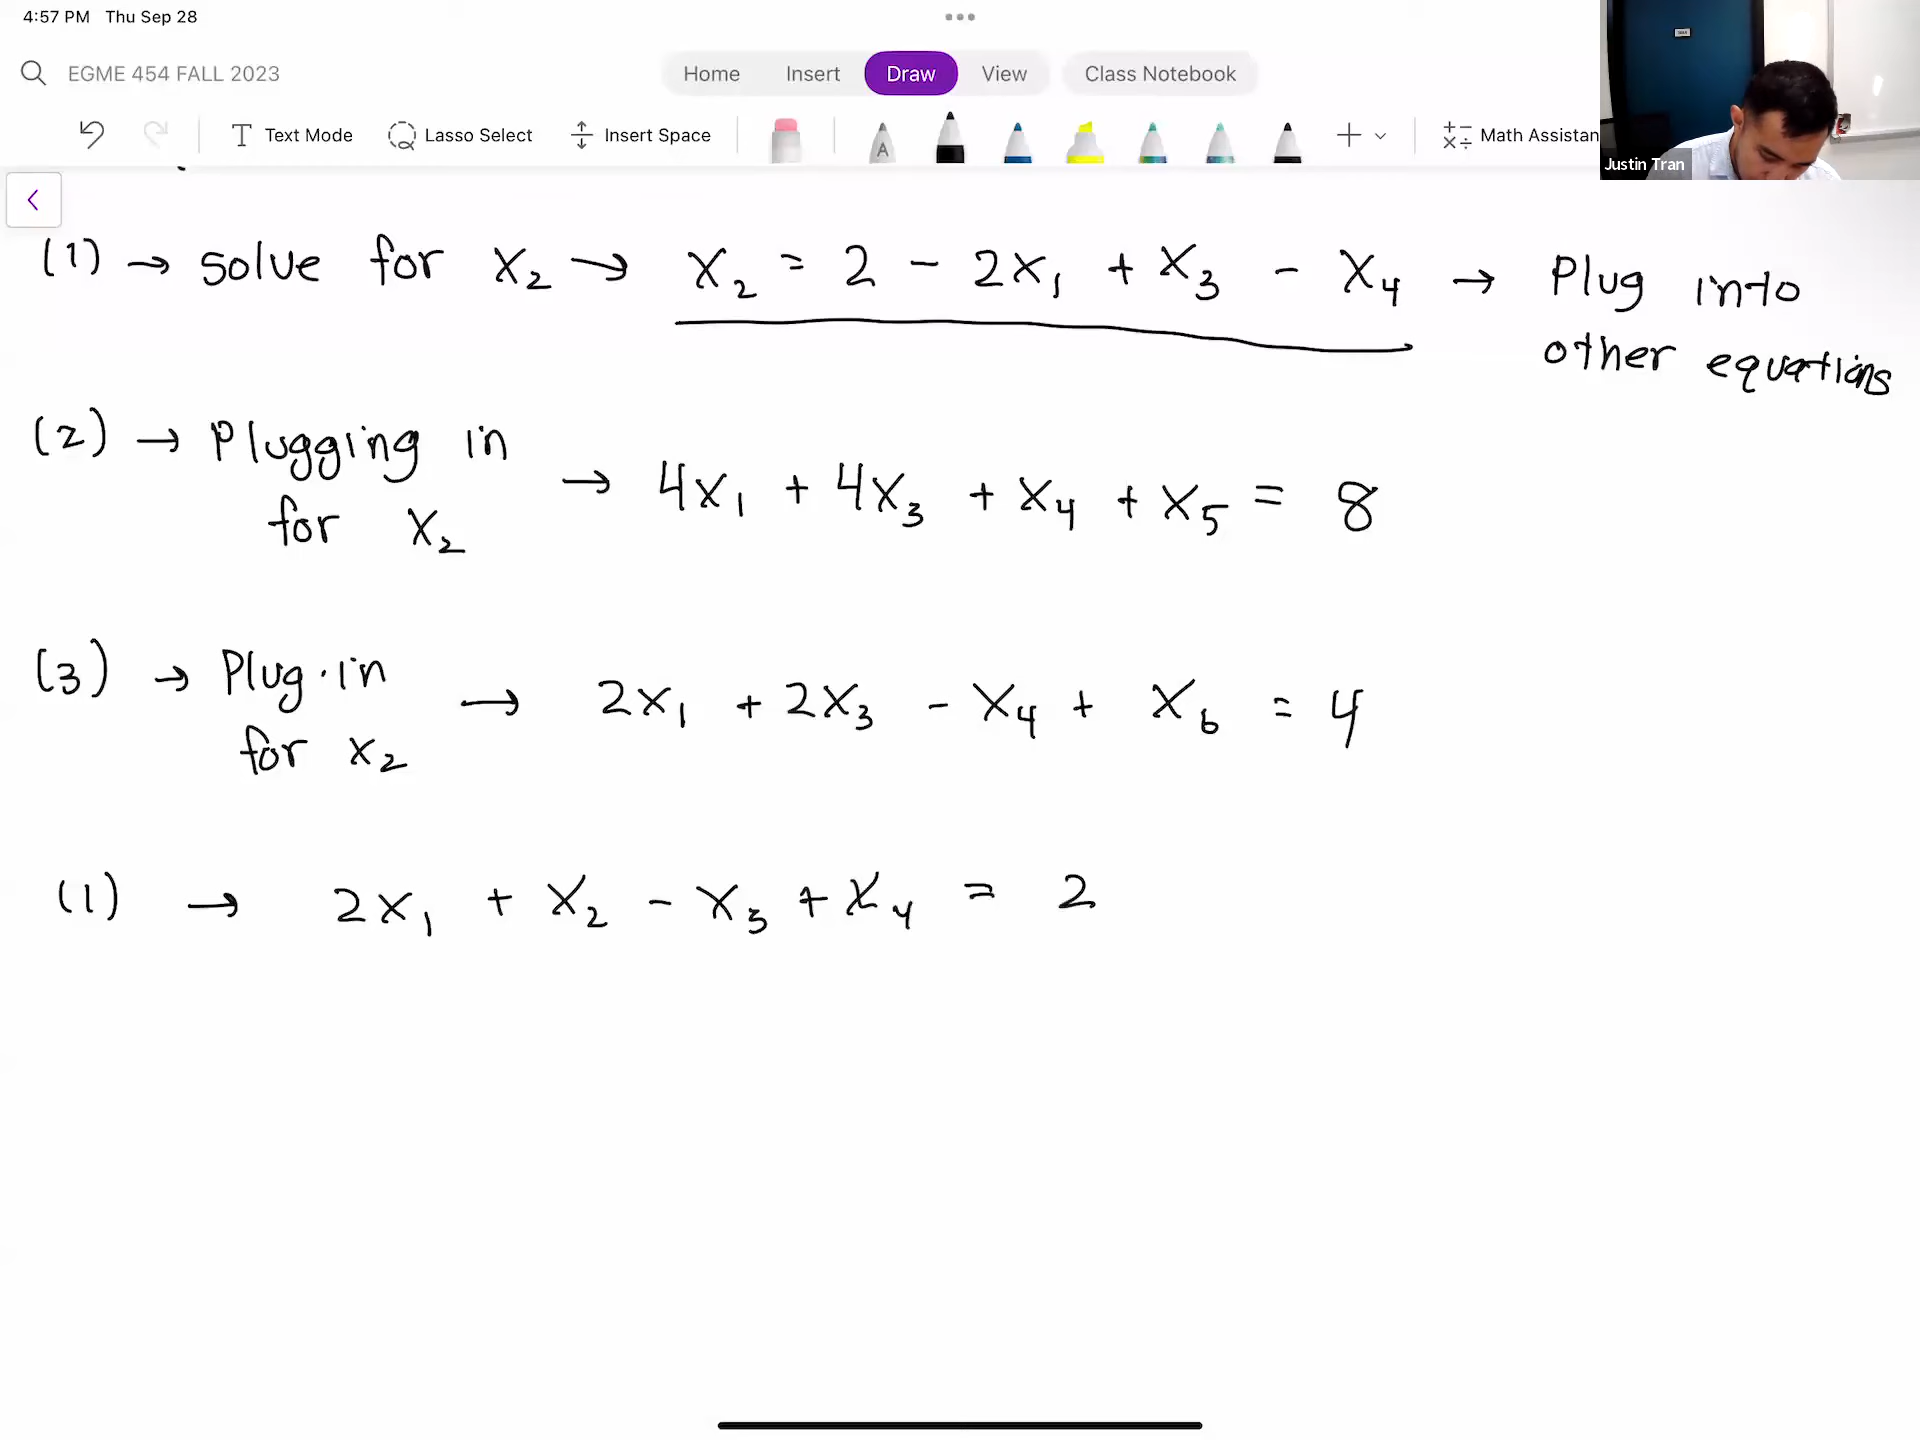 4:57 PM Thu Sep 28
EGME 454 FALL 2023
Home Insert Draw View Class Notebook
Text Mode Lasso Select Insert Space A Math Assistan
Justin Tran
(1) → solve for x₂ → x₂ = 2 - 2x₁ + x₃ - x₄ → Plug into
other equations
(2) → Plugging in
for x₂ → 4x₁ + 4x₃ + x₄ + x₅ = 8
(3) → Plug-in
for x₂ → 2x₁ + 2x₃ - x₄ + x₆ = 4
(1) → 2x₁ + x₂ - x₃ + x₄ = 2